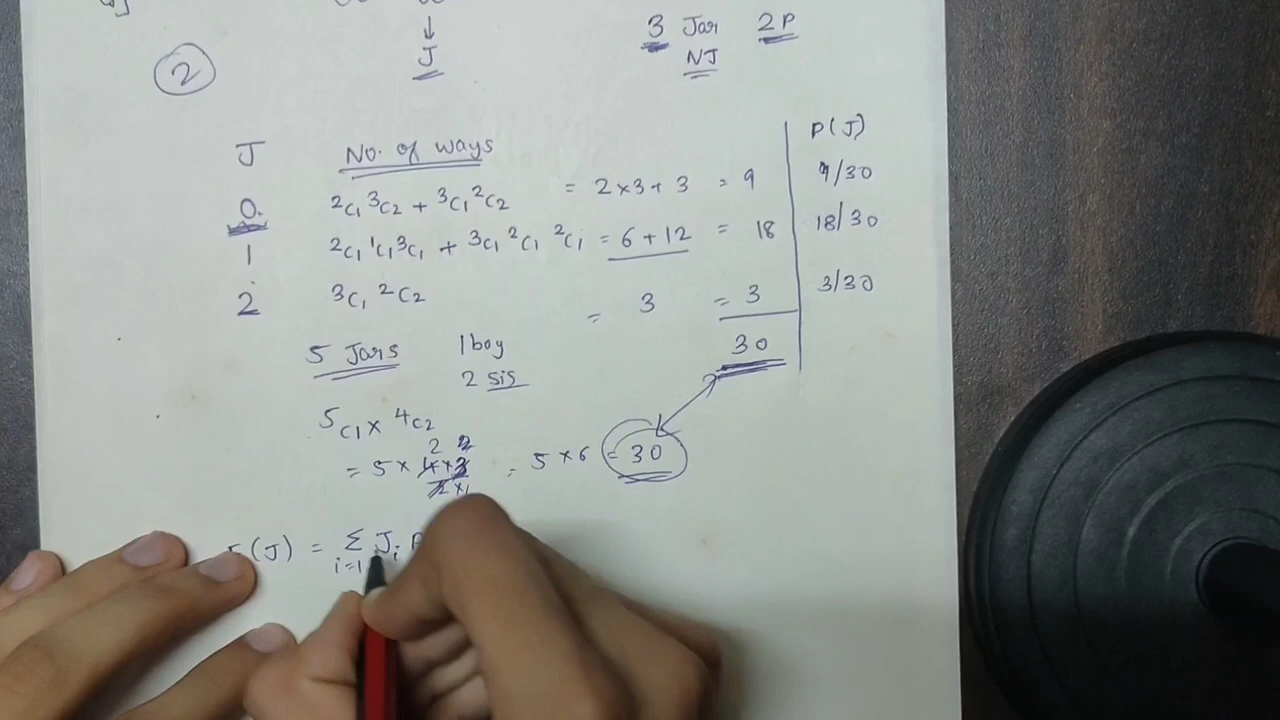 3 Jar 2P
J NJ
2
J No. of ways P(J)
0 ²C₁ ³C₂ + ³C₁ ²C₂ = 2×3+3 = 9 9/30
1 ²C₁ ¹C₁ ³C₁ + ³C₁ ²C₁ ²C₁ = 6+12 = 18 18/30
2 ³C₁ ²C₂ = 3 = 3 3/30
30
5 Jars 1 boy
2 sis
5C₁ × 4C₂
2 2
= 5 × 4×3 = 5×6 = 30
2×1
(J) = Σ Jᵢ P
i=1